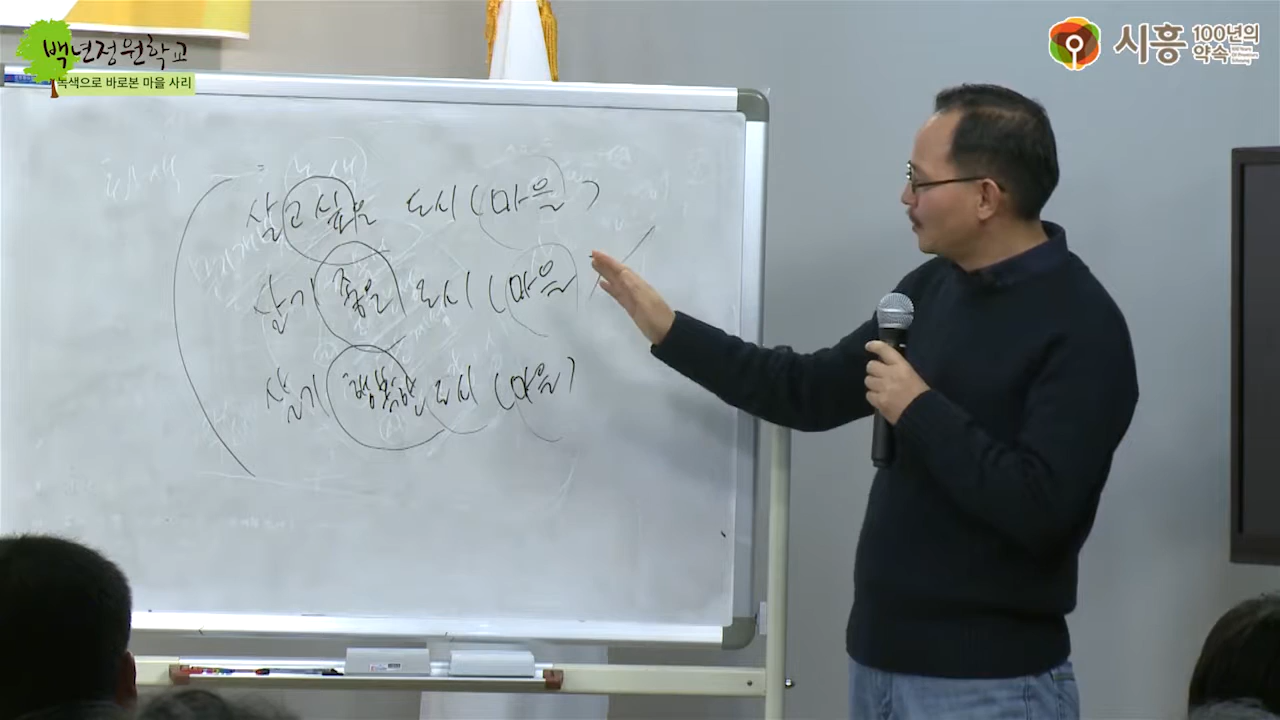 백년정원학교
녹색으로 바로본 마을 사리
시흥 100년의 약속
살고 싶은 도시 (마을)
살기 좋은 도시 (마을)
살기 행복한 도시 (마을)